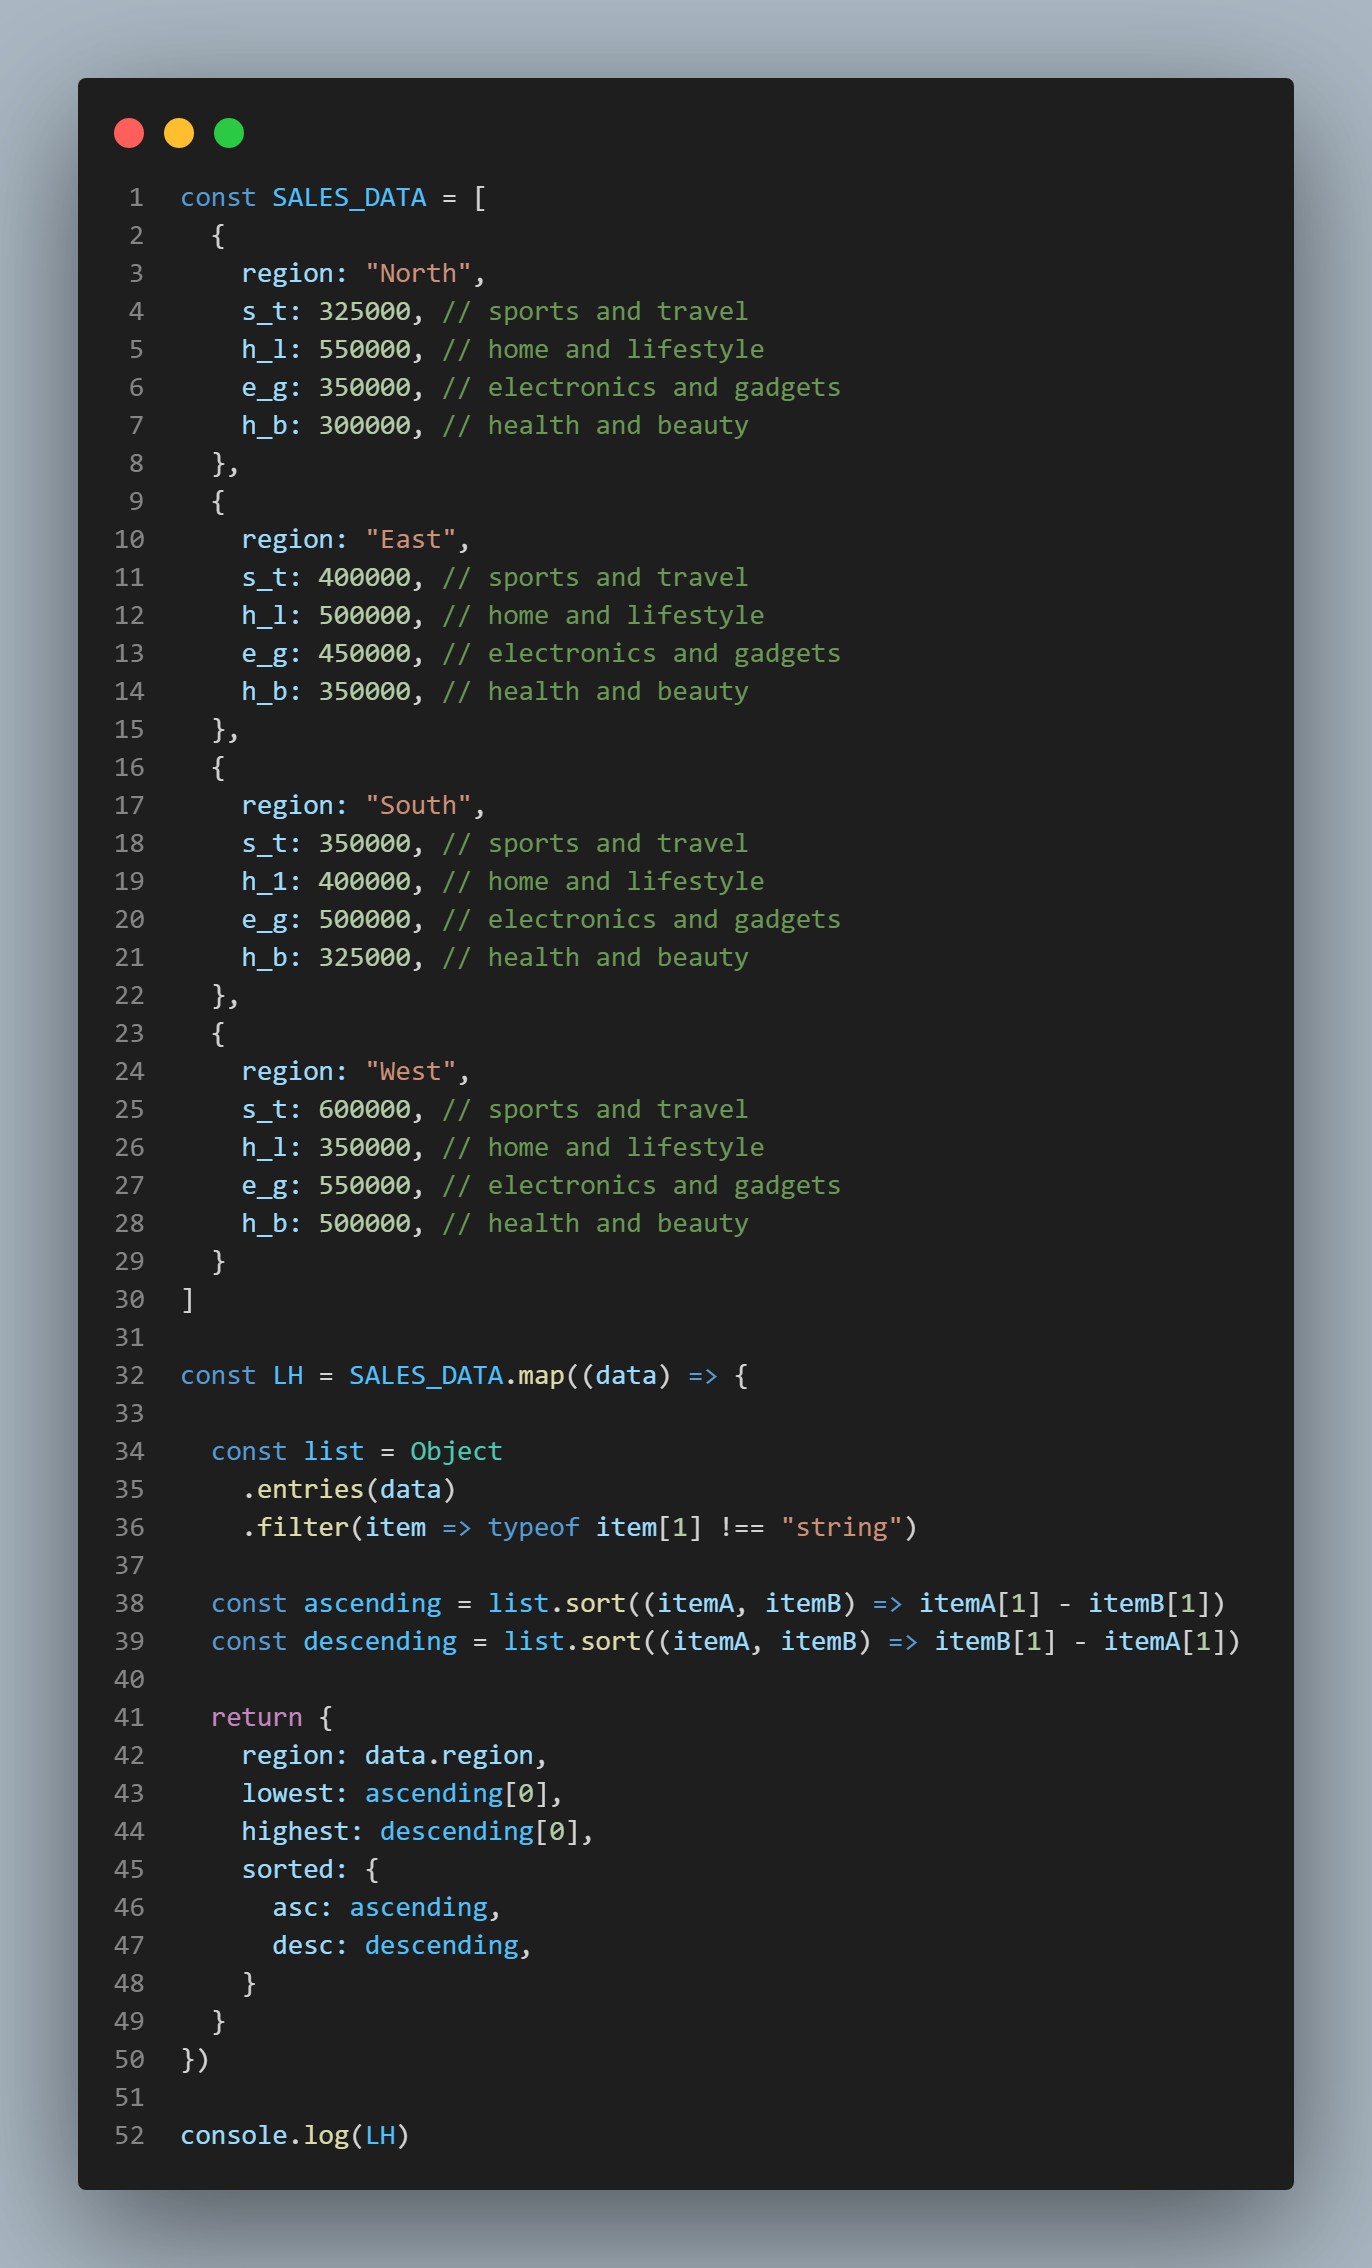 1 const SALES_DATA = [
2   {
3     region: "North",
4     s_t: 325000, // sports and travel
5     h_l: 550000, // home and lifestyle
6     e_g: 350000, // electronics and gadgets
7     h_b: 300000, // health and beauty
8   },
9   {
10     region: "East",
11     s_t: 400000, // sports and travel
12     h_l: 500000, // home and lifestyle
13     e_g: 450000, // electronics and gadgets
14     h_b: 350000, // health and beauty
15   },
16   {
17     region: "South",
18     s_t: 350000, // sports and travel
19     h_1: 400000, // home and lifestyle
20     e_g: 500000, // electronics and gadgets
21     h_b: 325000, // health and beauty
22   },
23   {
24     region: "West",
25     s_t: 600000, // sports and travel
26     h_l: 350000, // home and lifestyle
27     e_g: 550000, // electronics and gadgets
28     h_b: 500000, // health and beauty
29   }
30 ]
31
32 const LH = SALES_DATA.map((data) => {
33
34   const list = Object
35     .entries(data)
36     .filter(item => typeof item[1] !== "string")
37
38   const ascending = list.sort((itemA, itemB) => itemA[1] - itemB[1])
39   const descending = list.sort((itemA, itemB) => itemB[1] - itemA[1])
40
41   return {
42     region: data.region,
43     lowest: ascending[0],
44     highest: descending[0],
45     sorted: {
46       asc: ascending,
47       desc: descending,
48     }
49   }
50 })
51
52 console.log(LH)